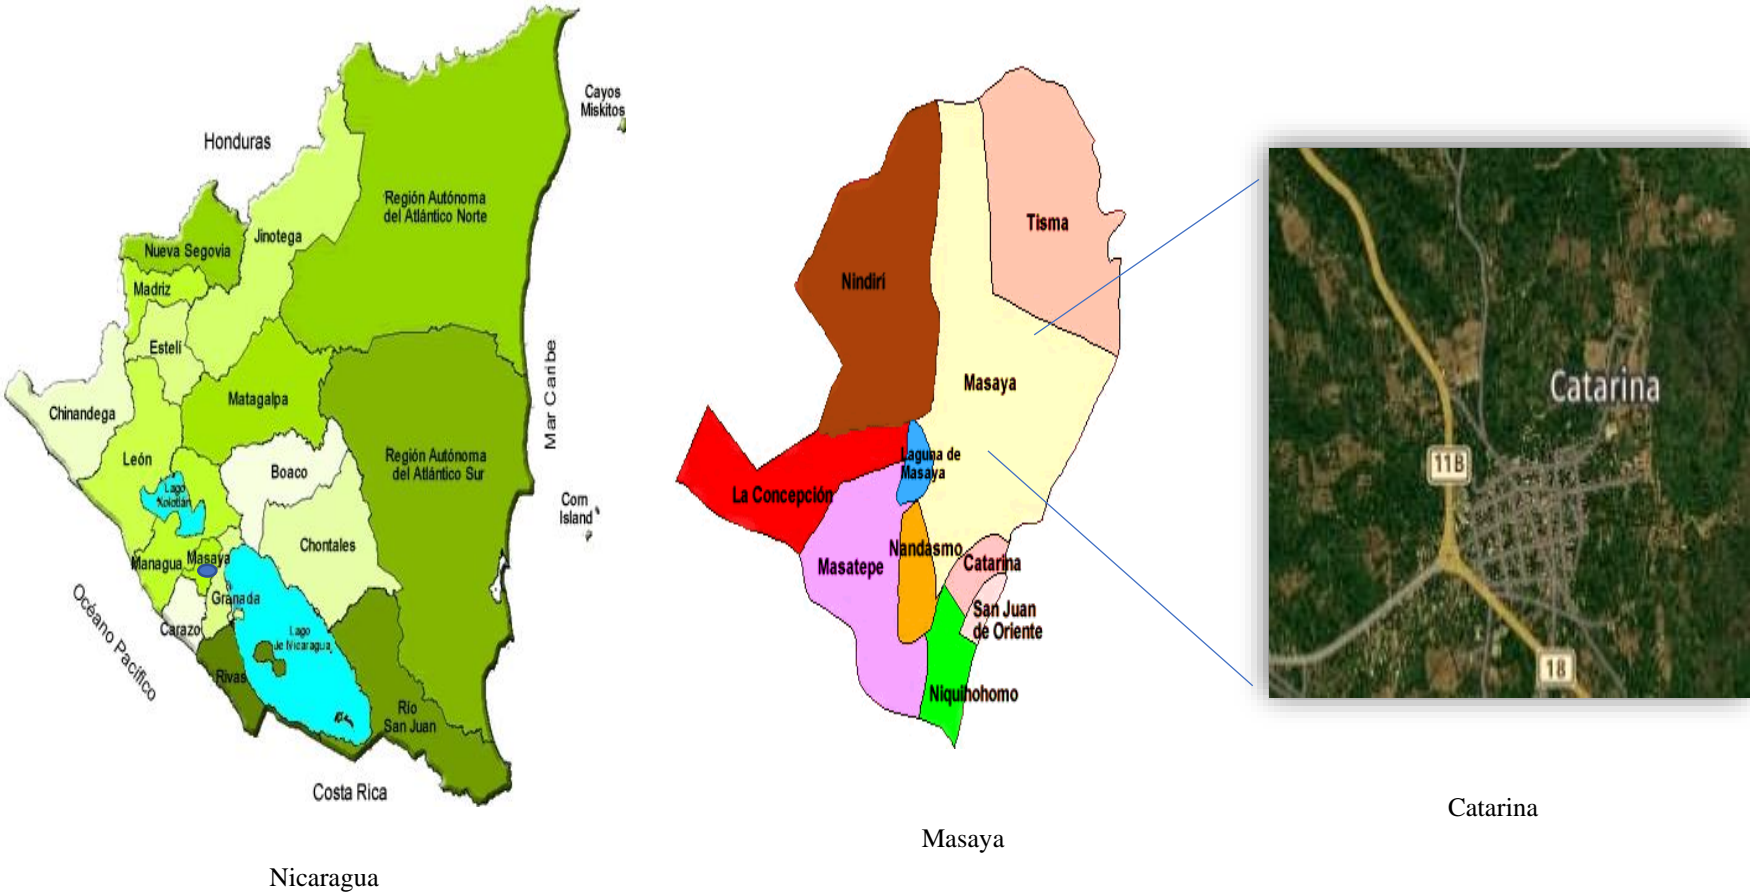 Cayos
Miskitos
Honduras
Región Autónoma
del Atlántico Norte
Jinotega
Nueva Segovia
Madriz
Estelí
Mar Caribe
Matagalpa
Chinandega
León
Boaco
Región Autónoma
del Atlántico Sur
Lago
Xolotlán
Corn
Island
Chontales
Managua
Masaya
Granada
Carazo
Océano Pacífico
Lago
de Nicaragua
Rivas
Río
San Juan
Costa Rica
Nicaragua
Tisma
Nindirí
Masaya
Laguna de
Masaya
La Concepción
Nandasmo
Masatepe
Catarina
San Juan
de Oriente
Niquihohomo
Masaya
Catarina
11B
18
Catarina